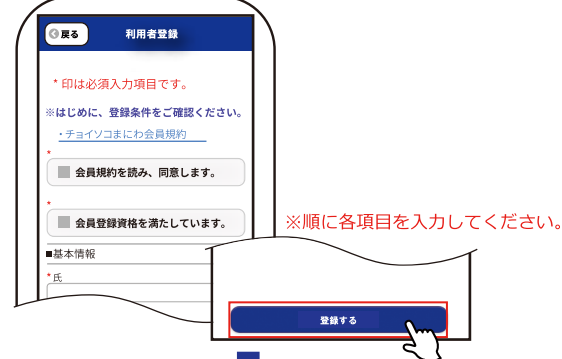 戻る
利用者登録
* 印は必須入力項目です。
※はじめに、登録条件をご確認ください。
・チョイソコまにわ会員規約
*
会員規約を読み、同意します。
*
会員登録資格を満たしています。
■基本情報
*氏
※順に各項目を入力してください。
登録する